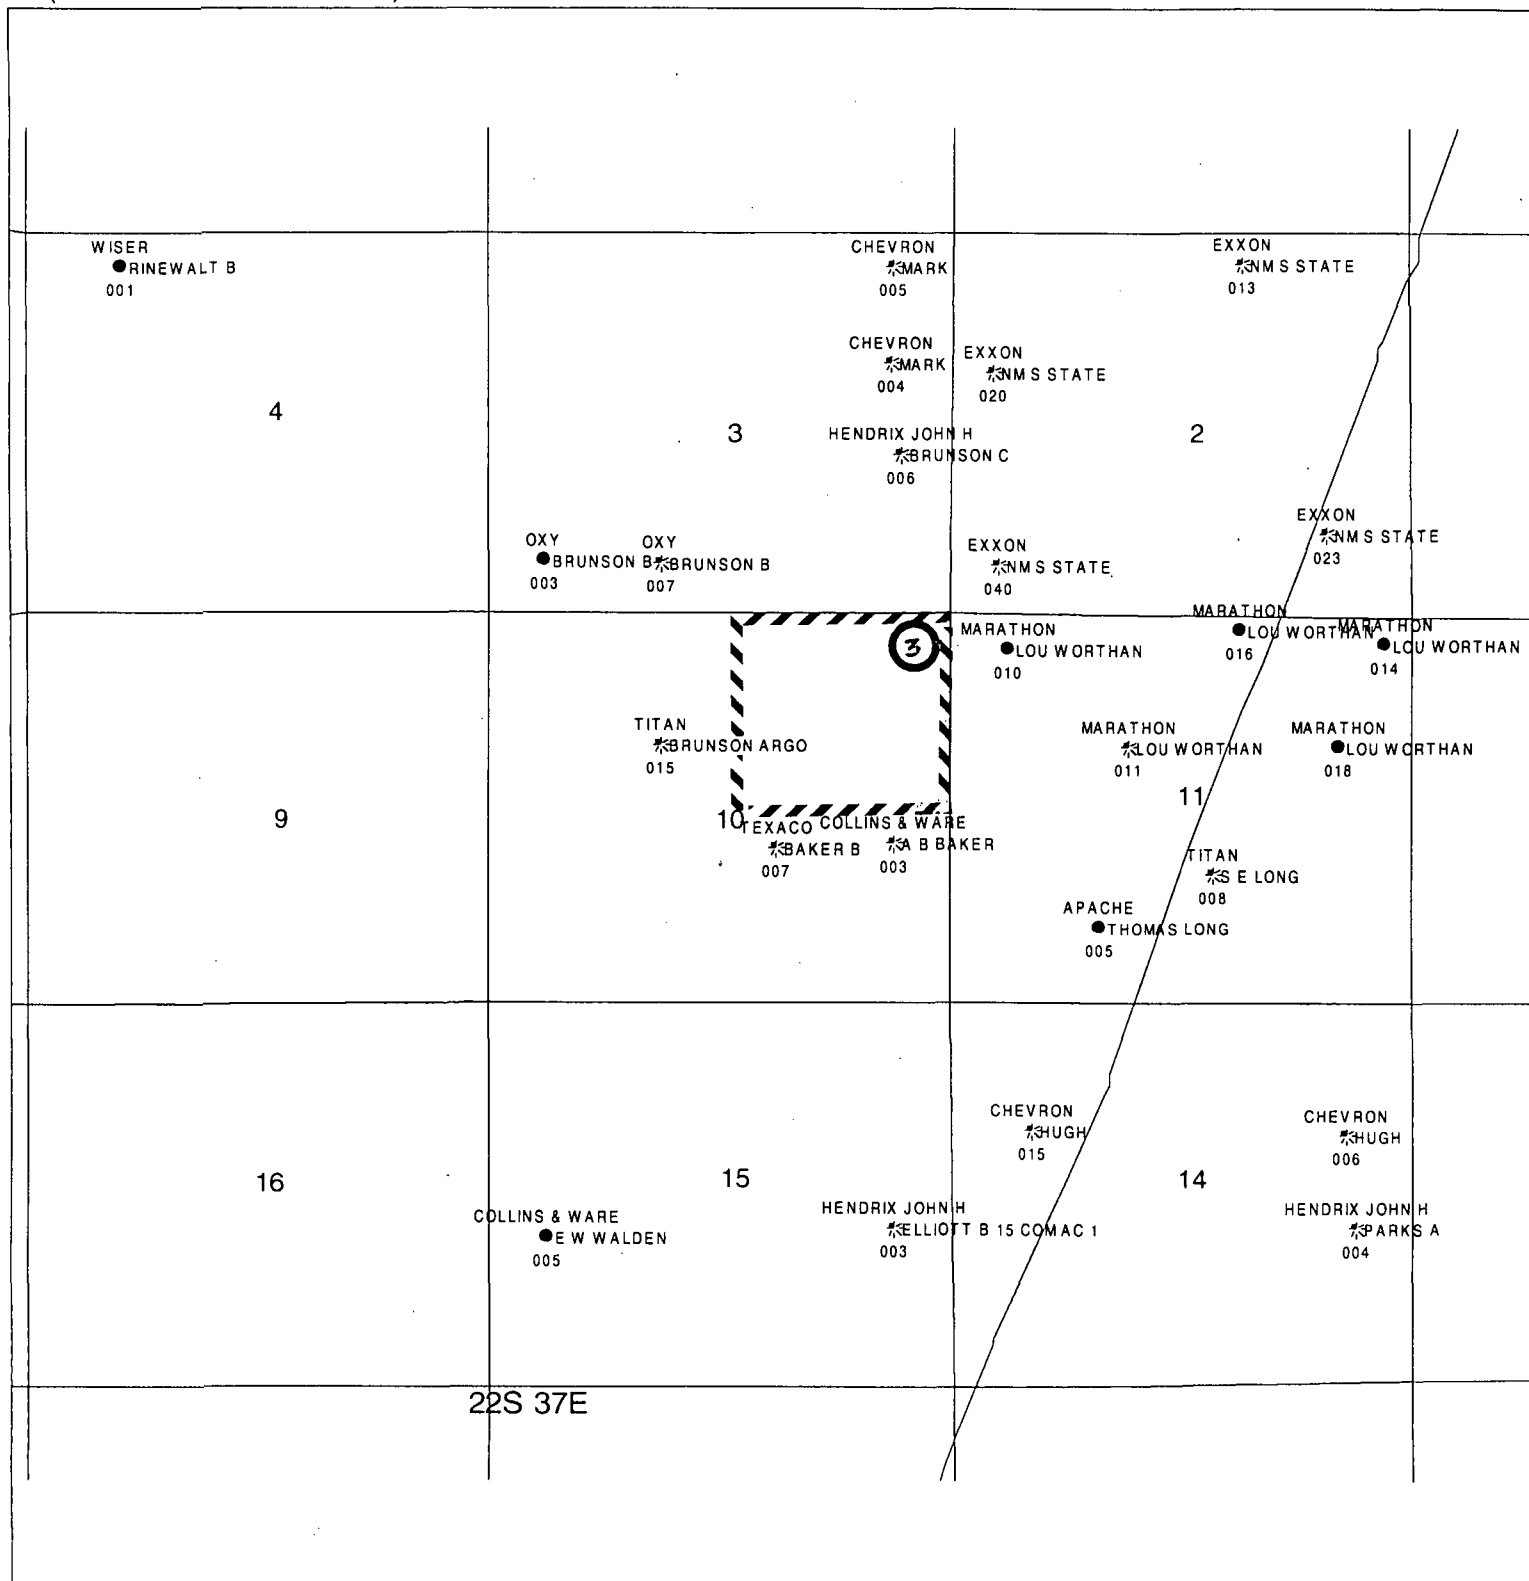 WISER
RINEWALT B
001
CHEVRON
MARK
005
EXXON
NM S STATE
013
CHEVRON
MARK
004
EXXON
NM S STATE
020
4
3
2
HENDRIX JOHN H
BRUNSON C
006
OXY
BRUNSON B
003
OXY
BRUNSON B
007
EXXON
NM S STATE
040
EXXON
NM S STATE
023
3
MARATHON
LOU WORTHAN
010
MARATHON
LOU WORTHAN
016
MARATHON
LOU WORTHAN
014
TITAN
BRUNSON ARGO
015
MARATHON
LOU WORTHAN
011
MARATHON
LOU WORTHAN
018
9
10
11
TEXACO
BAKER B
007
COLLINS & WARE
A B BAKER
003
TITAN
S E LONG
008
APACHE
THOMAS LONG
005
CHEVRON
HUGH
015
CHEVRON
HUGH
006
16
15
14
COLLINS & WARE
E W WALDEN
005
HENDRIX JOHN H
ELLIOTT B 15 COMAC 1
003
HENDRIX JOHN H
PARKS A
004
22S 37E